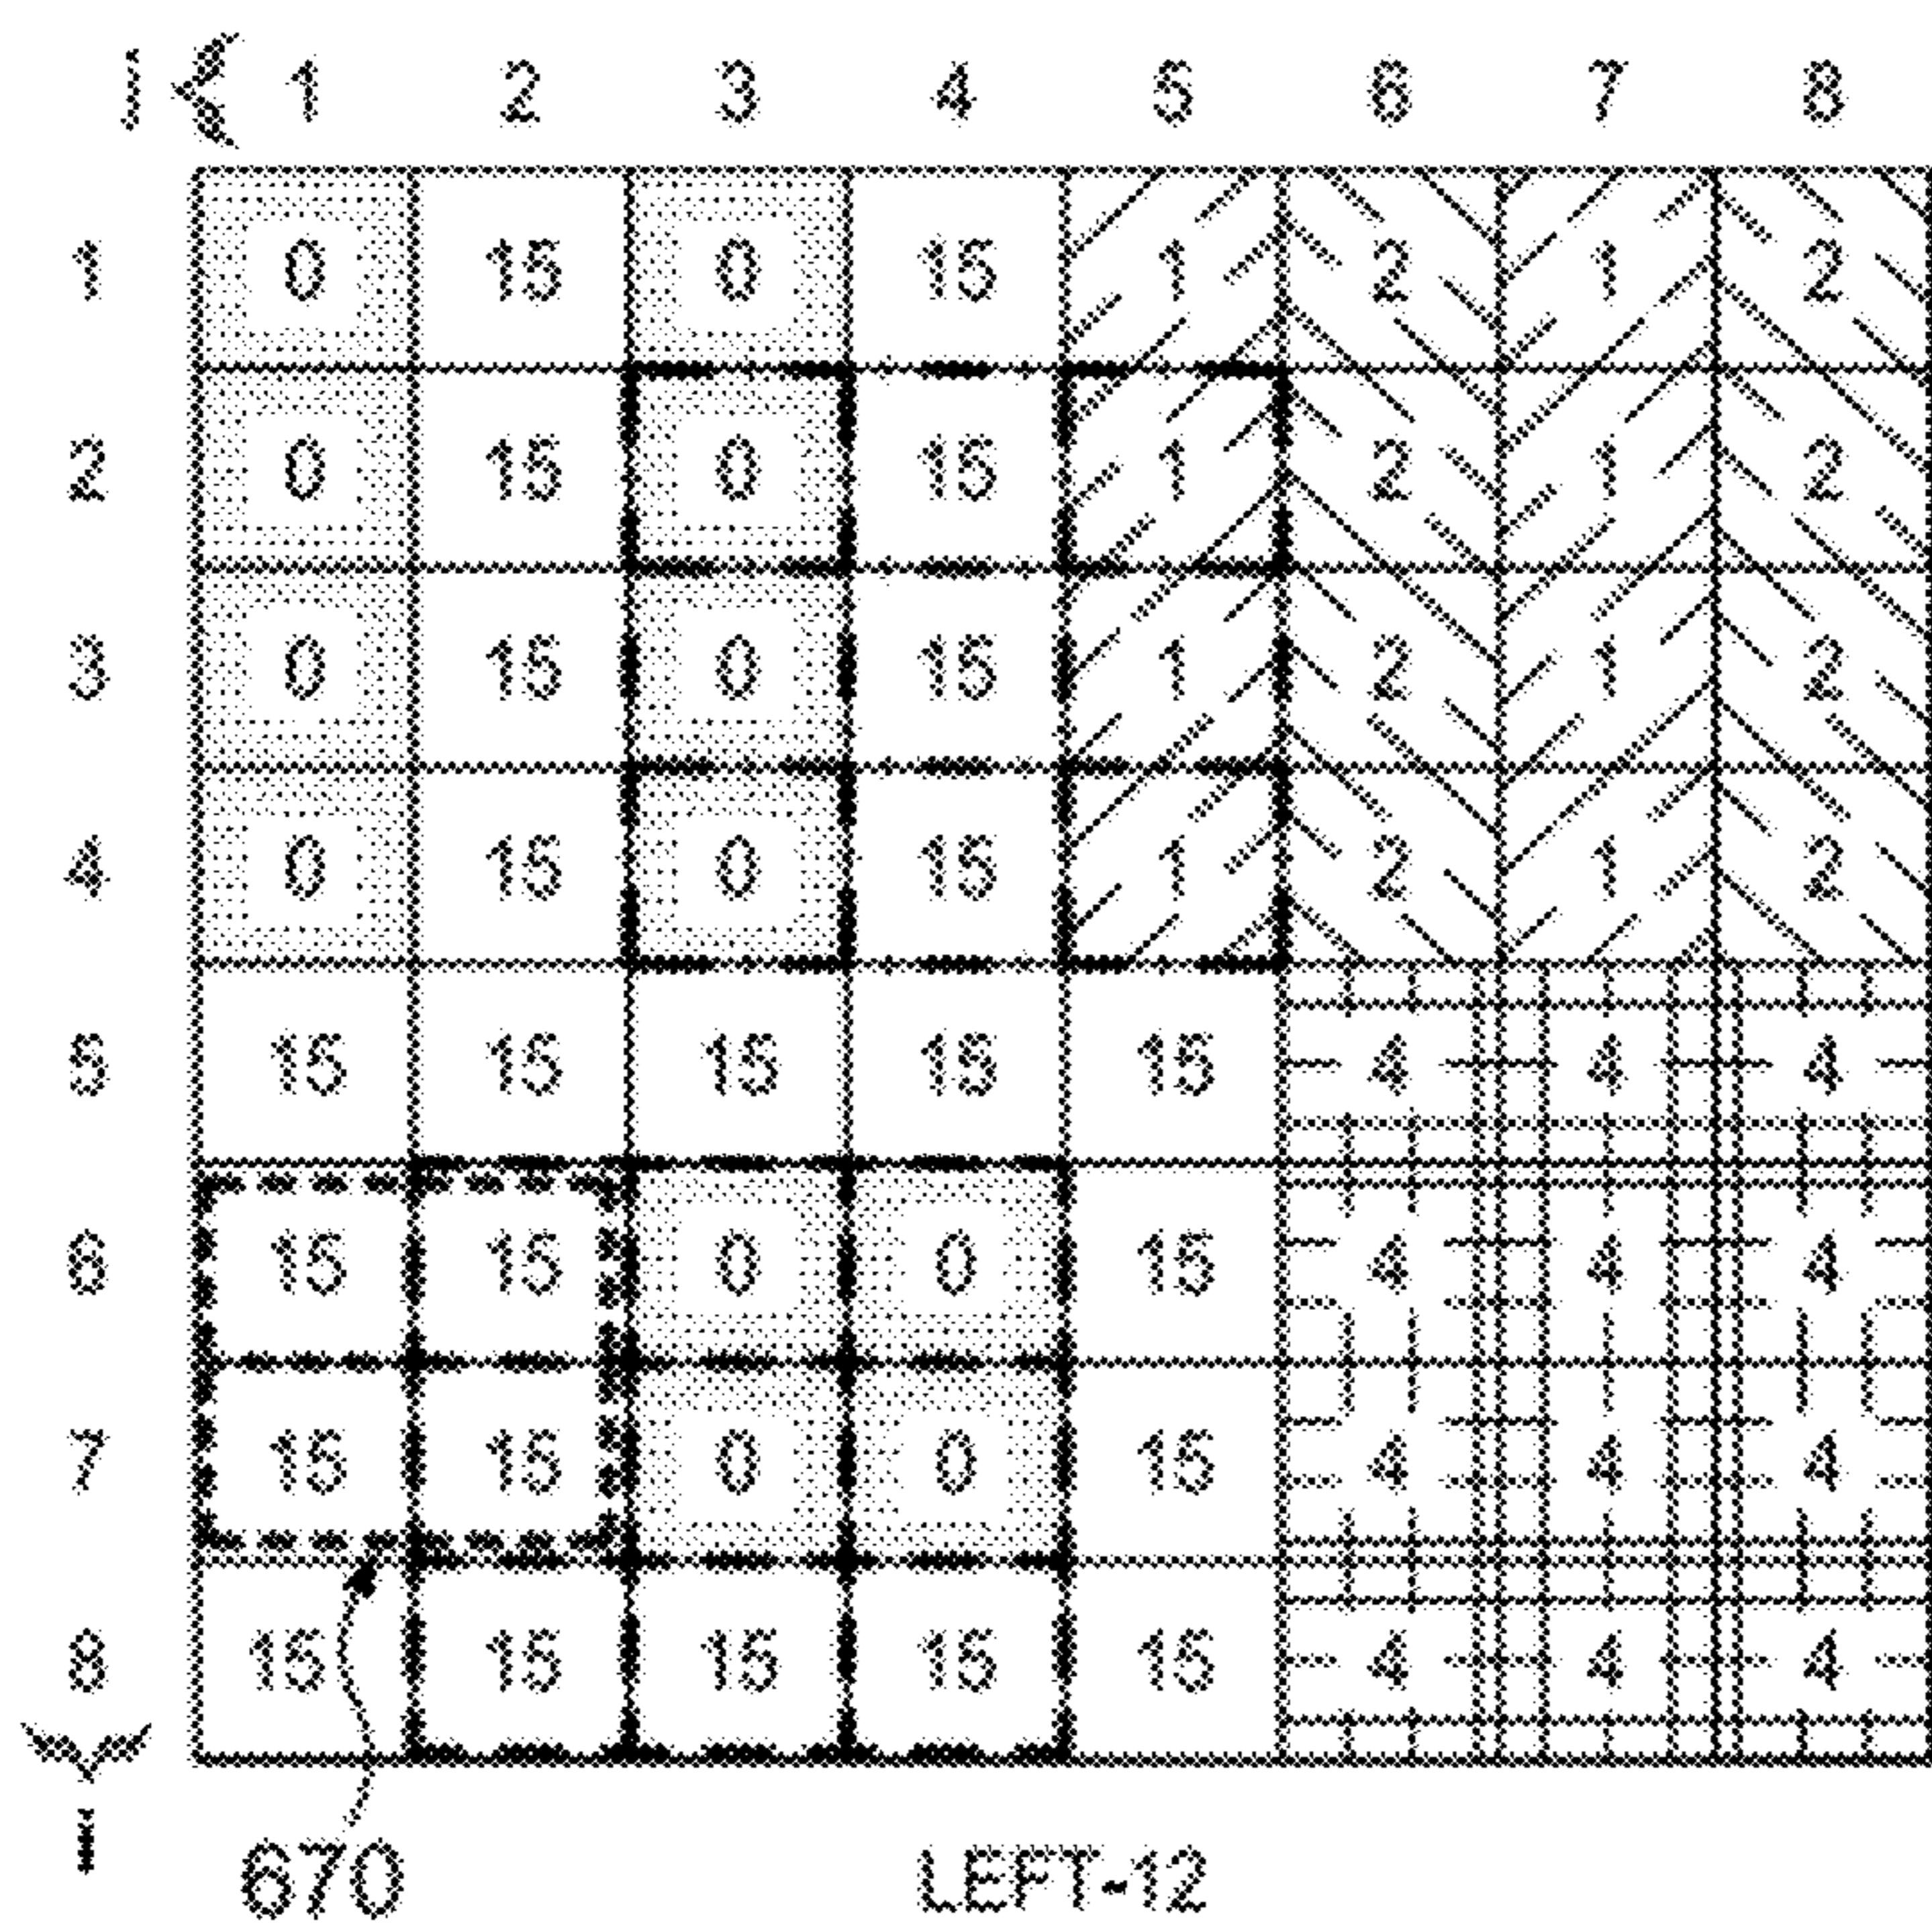 j 1 2 3 4 5 6 7 8
1 0 15 0 15 1 2 1 2
2 0 15 0 15 1 2 1 2
3 0 15 0 15 1 2 1 2
4 0 15 0 15 1 2 1 2
5 15 15 15 15 15 4 4 4
6 15 15 0 0 15 4 4 4
7 15 15 0 0 15 4 4 4
8 15 15 15 15 15 4 4 4
i
670 LEFT-12